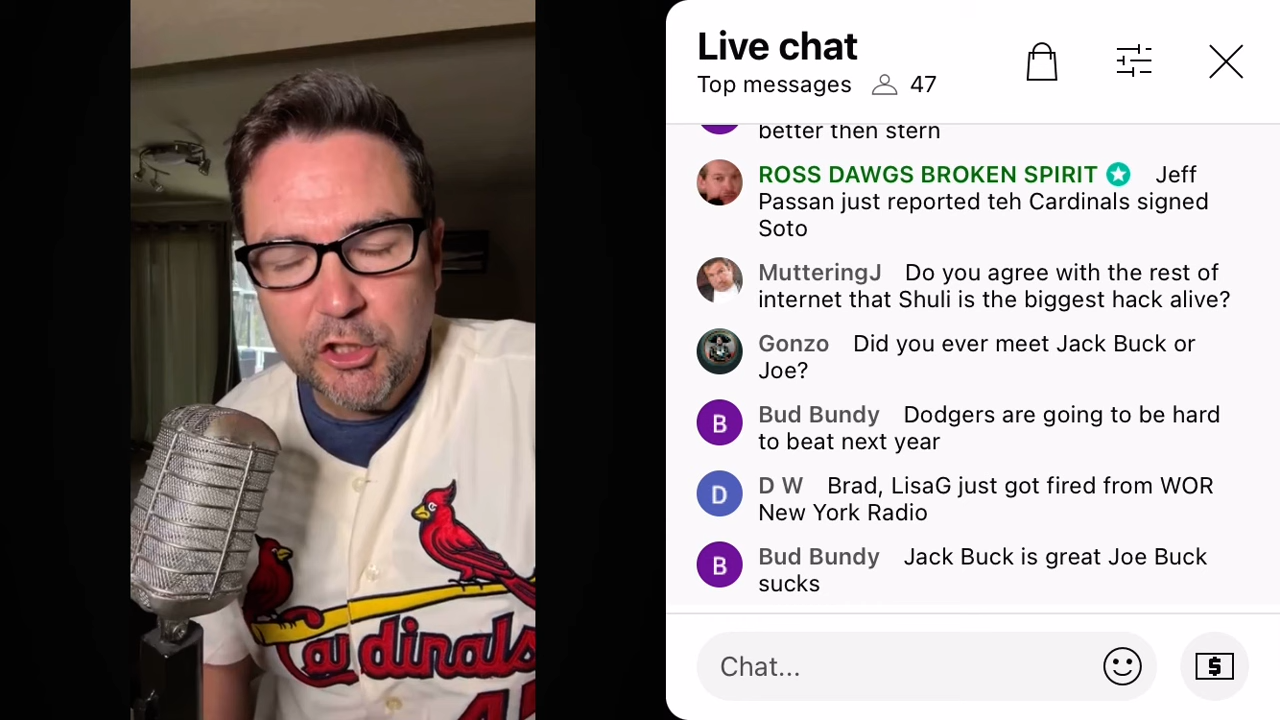 Live chat
Top messages 47
better then stern
ROSS DAWGS BROKEN SPIRIT Jeff
Passan just reported teh Cardinals signed
Soto
MutteringJ Do you agree with the rest of
internet that Shuli is the biggest hack alive?
Gonzo Did you ever meet Jack Buck or
Joe?
B Bud Bundy Dodgers are going to be hard
to beat next year
D D W Brad, LisaG just got fired from WOR
New York Radio
B Bud Bundy Jack Buck is great Joe Buck
sucks
Chat...
$
Cardinals